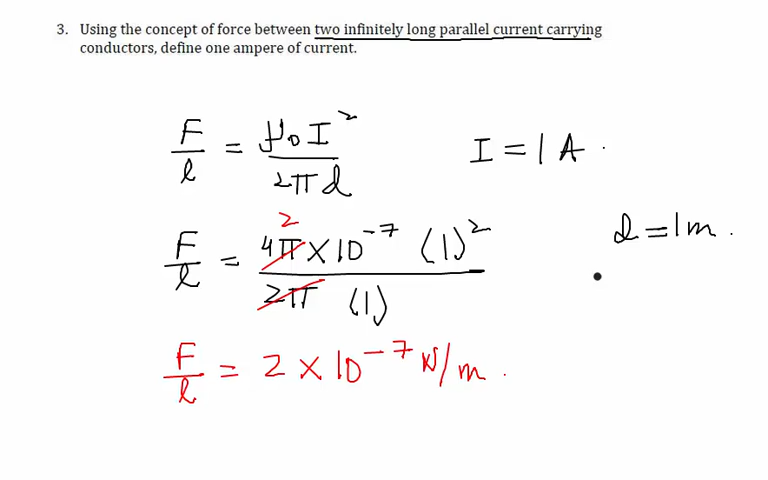 3. Using the concept of force between two infinitely long parallel current carrying
conductors, define one ampere of current.
F/l = μ₀I²/2πd    I = 1 A.
F/l = 4π×10⁻⁷ (1)²/2π (1)    2    d = 1m.
F/l = 2 × 10⁻⁷ N/m.